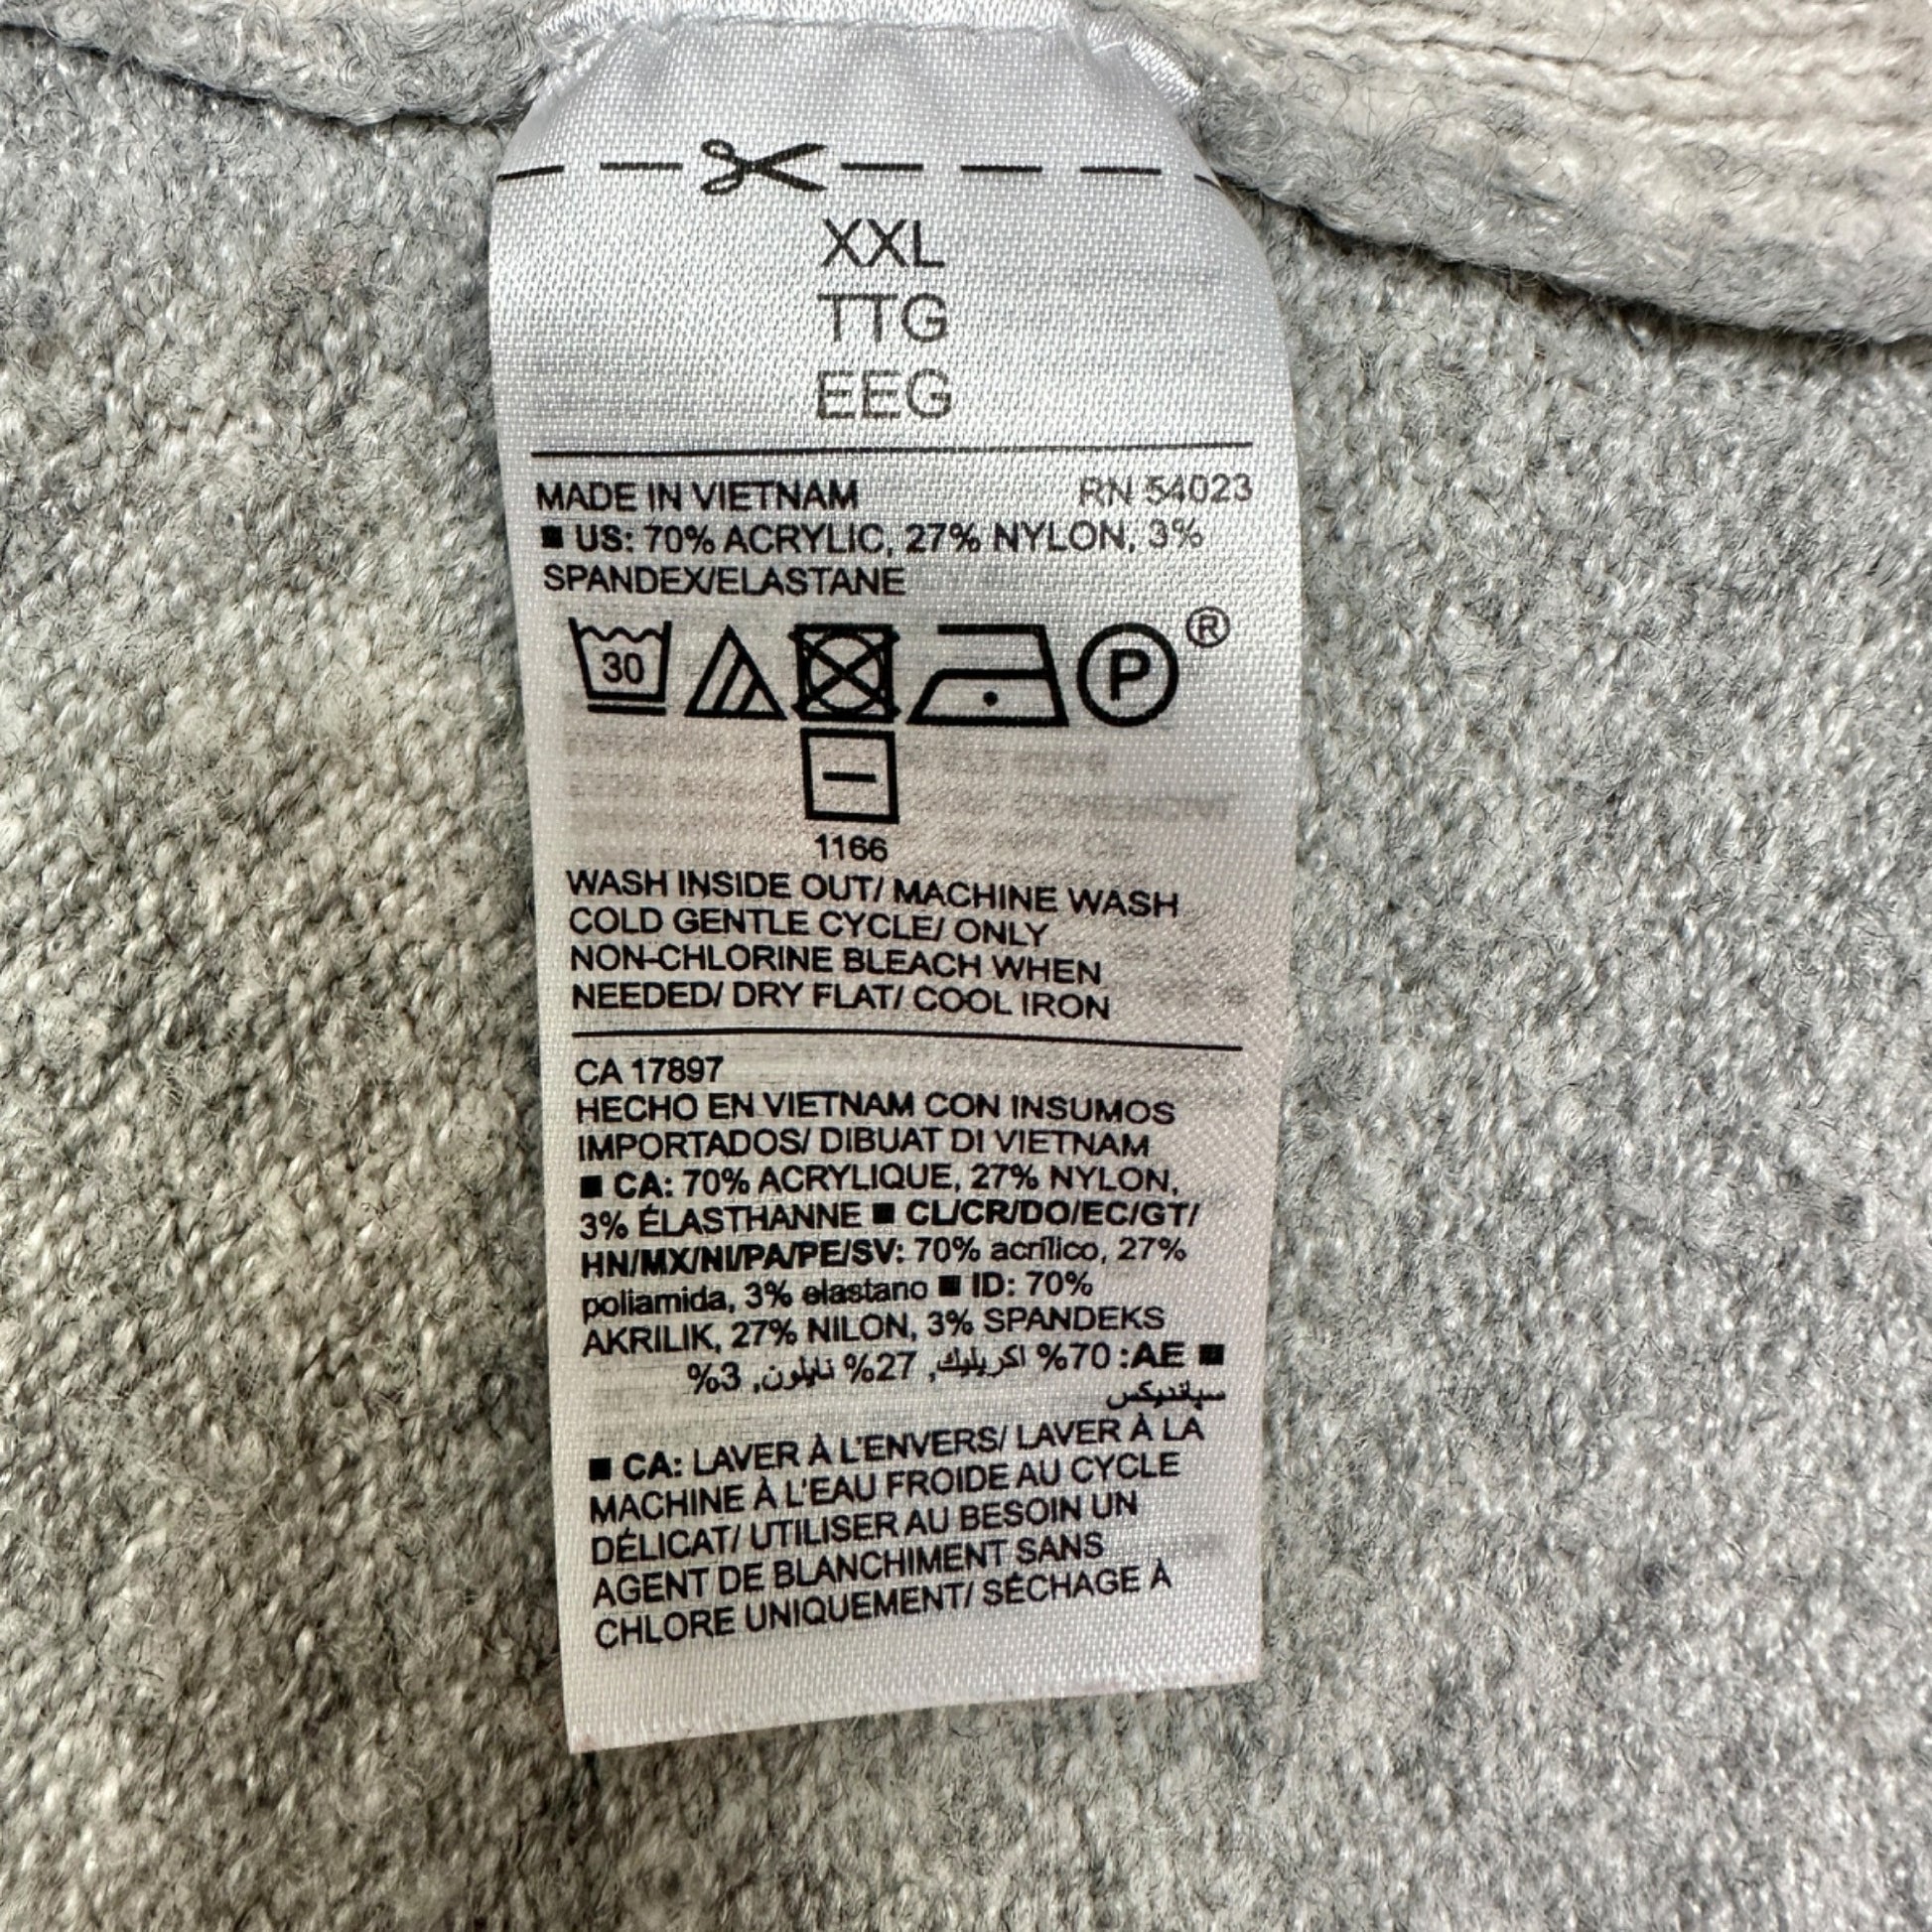 XXL
TTG
EEG
MADE IN VIETNAM RN 54023
■ US: 70% ACRYLIC, 27% NYLON, 3%
SPANDEX/ELASTANE
30 P ®
1166
WASH INSIDE OUT/ MACHINE WASH
COLD GENTLE CYCLE/ ONLY
NON-CHLORINE BLEACH WHEN
NEEDED/ DRY FLAT/ COOL IRON
CA 17897
HECHO EN VIETNAM CON INSUMOS
IMPORTADOS/ DIBUAT DI VIETNAM
■ CA: 70% ACRYLIQUE, 27% NYLON,
3% ÉLASTHANNE ■ CL/CR/DO/EC/GT/
HN/MX/NI/PA/PE/SV: 70% acrílico, 27%
poliamida, 3% elastano ■ ID: 70%
AKRILIK, 27% NILON, 3% SPANDEKS
■ AE: 70% اكريليك, 27% نايلون, 3%
سباندیکس
■ CA: LAVER À L'ENVERS/ LAVER À LA
MACHINE À L'EAU FROIDE AU CYCLE
DÉLICAT/ UTILISER AU BESOIN UN
AGENT DE BLANCHIMENT SANS
CHLORE UNIQUEMENT/ SÉCHAGE À